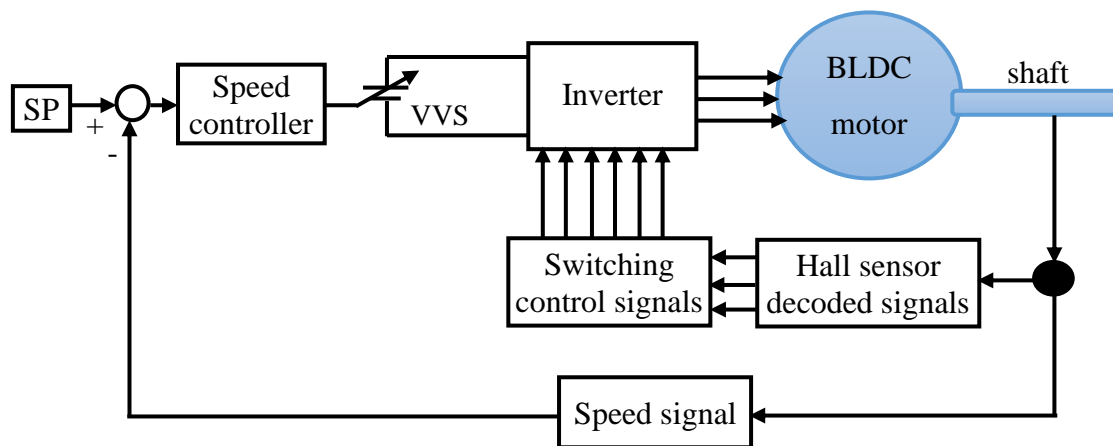 SP
+
-
Speed
controller
VVS
Inverter
BLDC
motor
shaft
Switching
control signals
Hall sensor
decoded signals
Speed signal